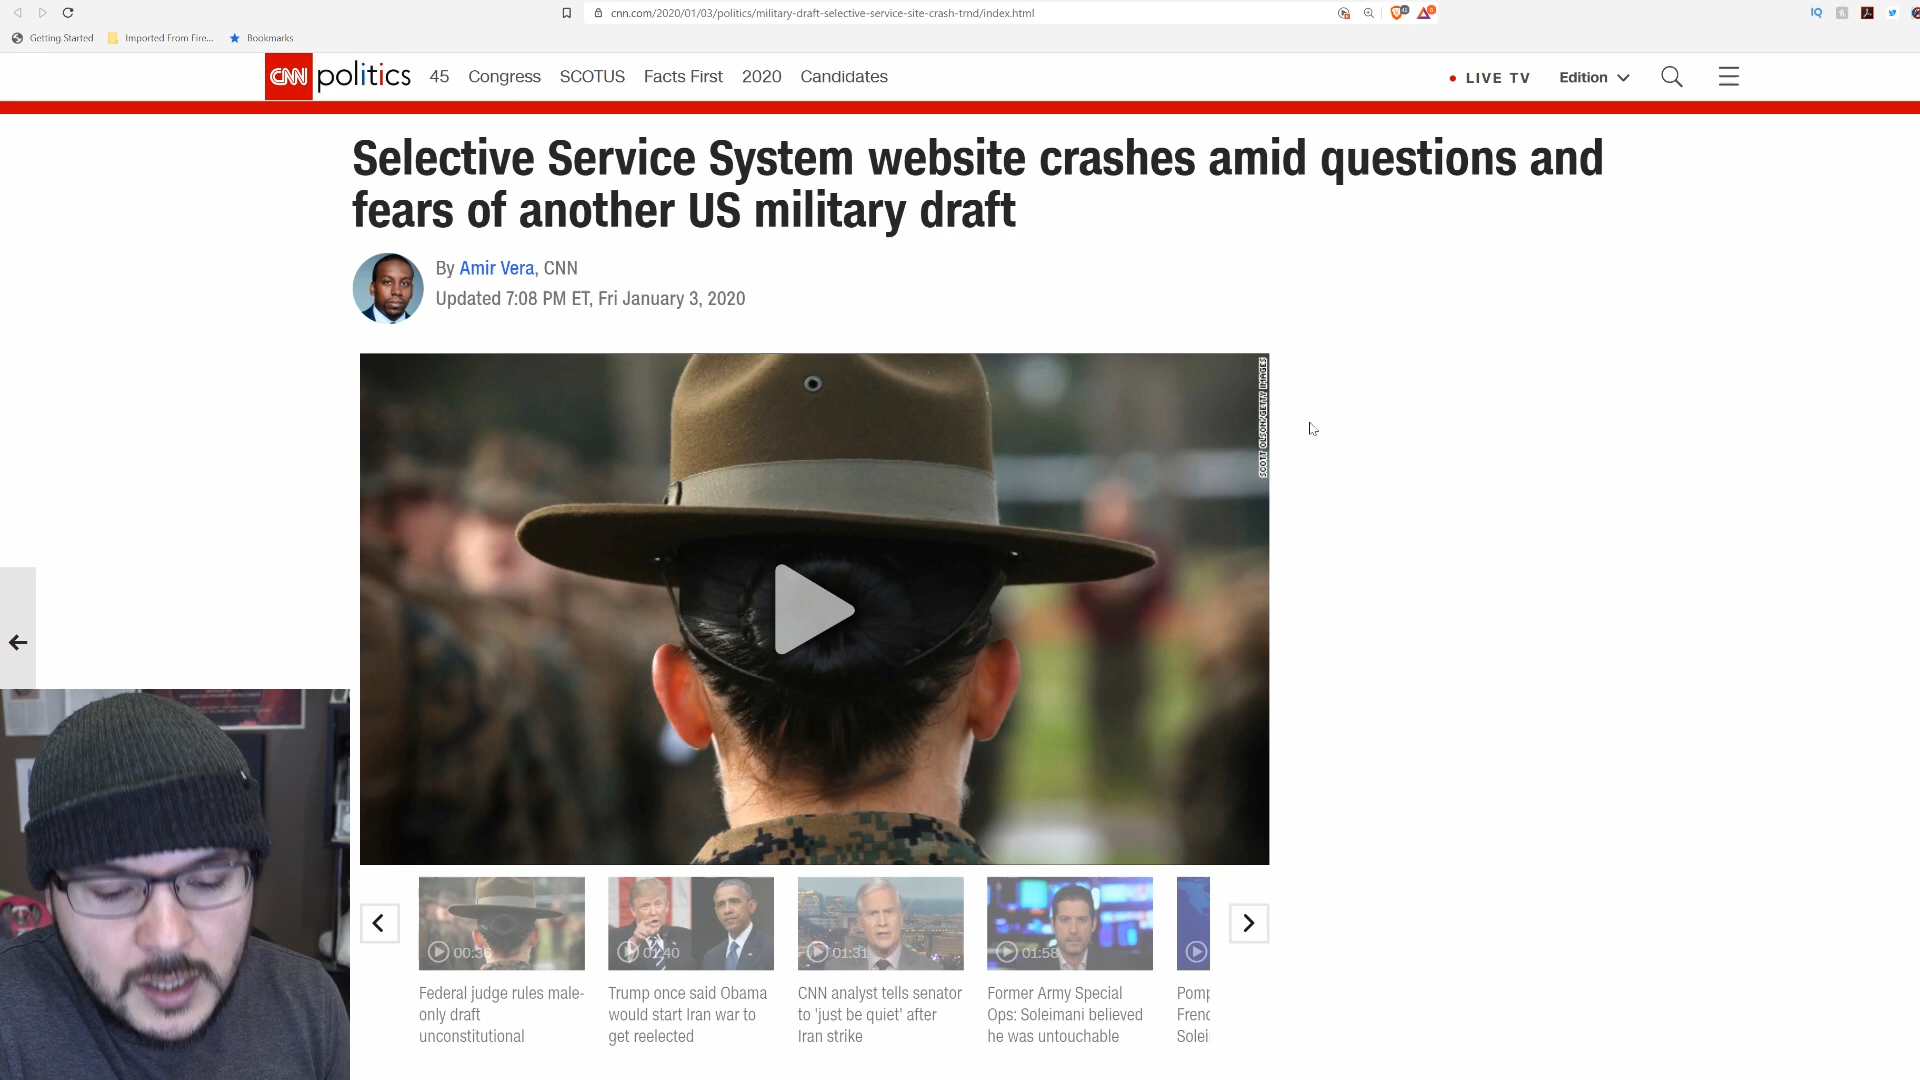 cnn.com/2020/01/03/politics/military-draft-selective-service-site-crash-trnd/index.html
IQ
Getting Started
Imported From Fire...
Bookmarks
CNN politics 45 Congress SCOTUS Facts First 2020 Candidates
LIVE TV Edition
Selective Service System website crashes amid questions and
fears of another US military draft
By Amir Vera, CNN
Updated 7:08 PM ET, Fri January 3, 2020
SCOTT OLSON/GETTY IMAGES
01:40
01:31
01:58
Federal judge rules male-
only draft
unconstitutional
Trump once said Obama
would start Iran war to
get reelected
CNN analyst tells senator
to 'just be quiet' after
Iran strike
Former Army Special
Ops: Soleimani believed
he was untouchable